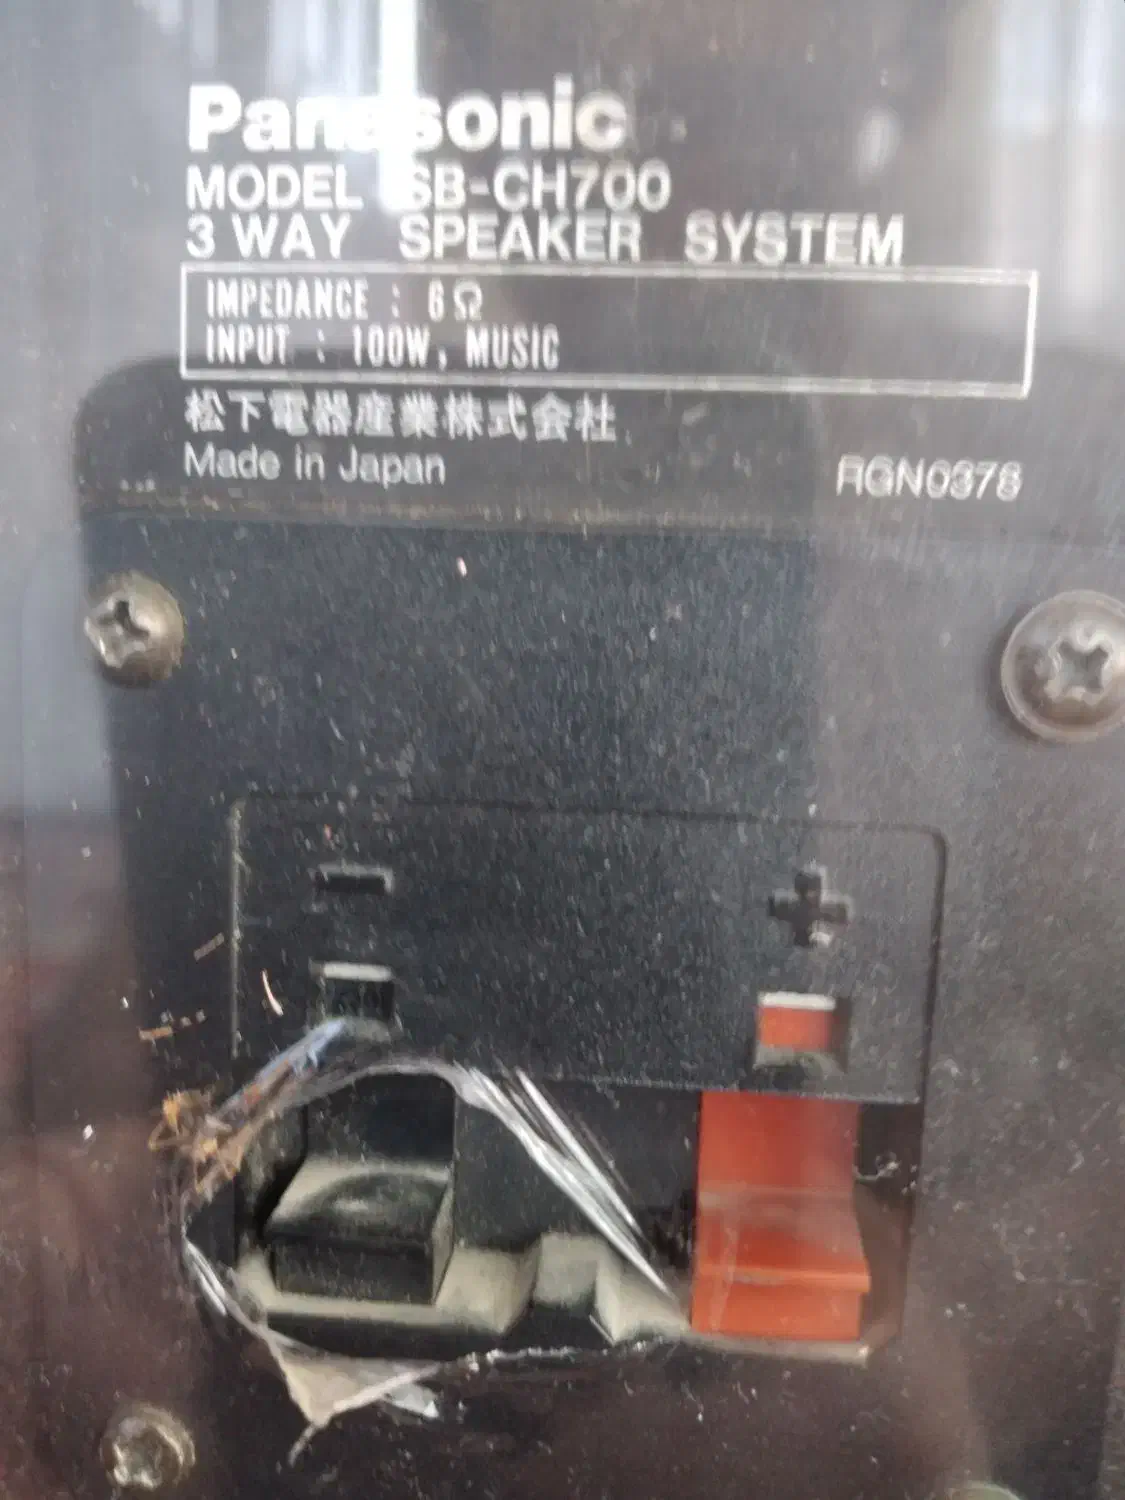 Panasonic
MODEL SB-CH700
3 WAY SPEAKER SYSTEM
IMPEDANCE : 6Ω
INPUT : 100W, MUSIC
松下電器産業株式会社
Made in Japan
RGN0378
− +